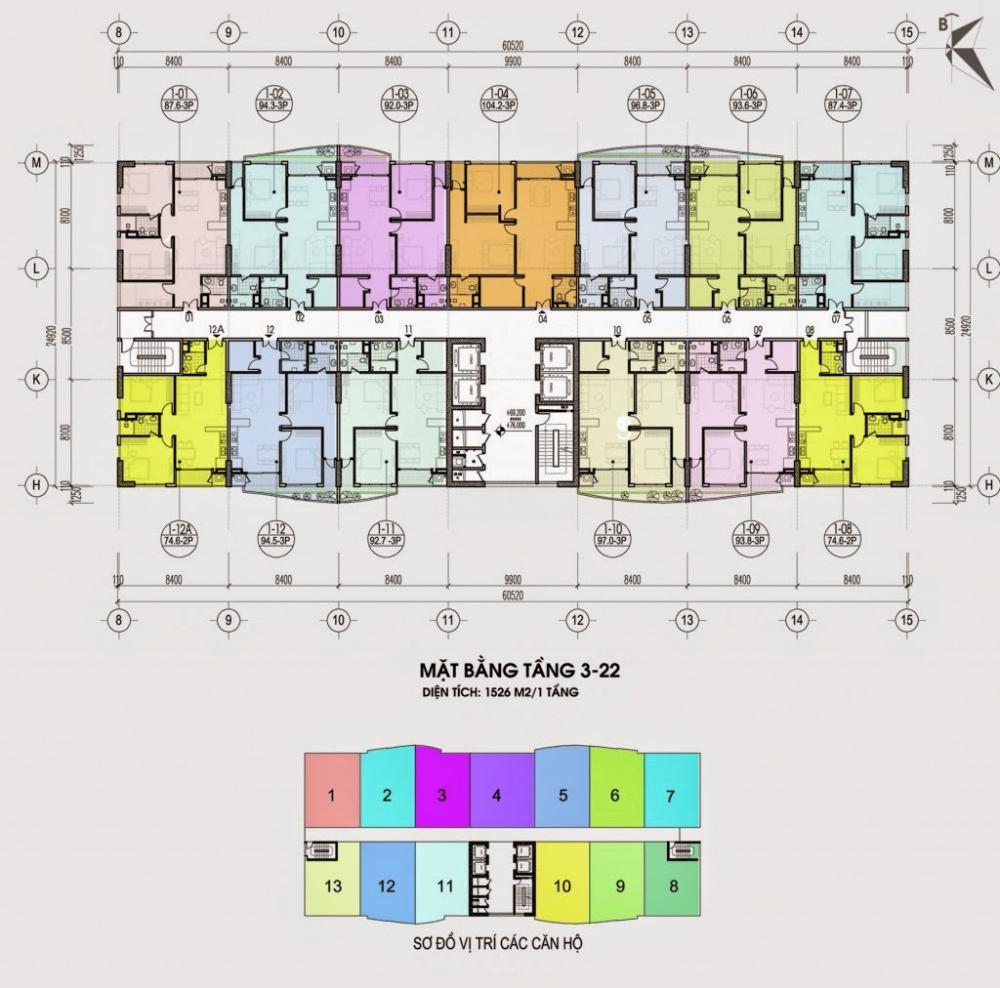 8 9 10 11 12 13 14 15
B
60520
110 8400 8400 8400 9900 8400 8400 8400 110
1-01 1-02 1-03 1-04 1-05 1-06 1-07
87.6-3P 94.3-3P 92.0-3P 104.2-3P 96.8-3P 93.6-3P 87.4-3P
1250 1250
M M
110 110
8100 8100
L L
01 02 03 04 05 06 07
24920 8500 8500 24920
12A 12 11 10 09 08
K K
+69,200
+76,000
8100 8100
H H
110 110
1250 1250
1-12A 1-12 1-11 1-10 1-09 1-08
74.6-2P 94.5-3P 92.7-3P 97.0-3P 93.8-3P 74.6-2P
110 8400 8400 8400 9900 8400 8400 8400 110
60520
8 9 10 11 12 13 14 15
MẶT BẰNG TẦNG 3-22
DIỆN TÍCH: 1526 M2/1 TẦNG
1 2 3 4 5 6 7
13 12 11 10 9 8
SƠ ĐỒ VỊ TRÍ CÁC CĂN HỘ